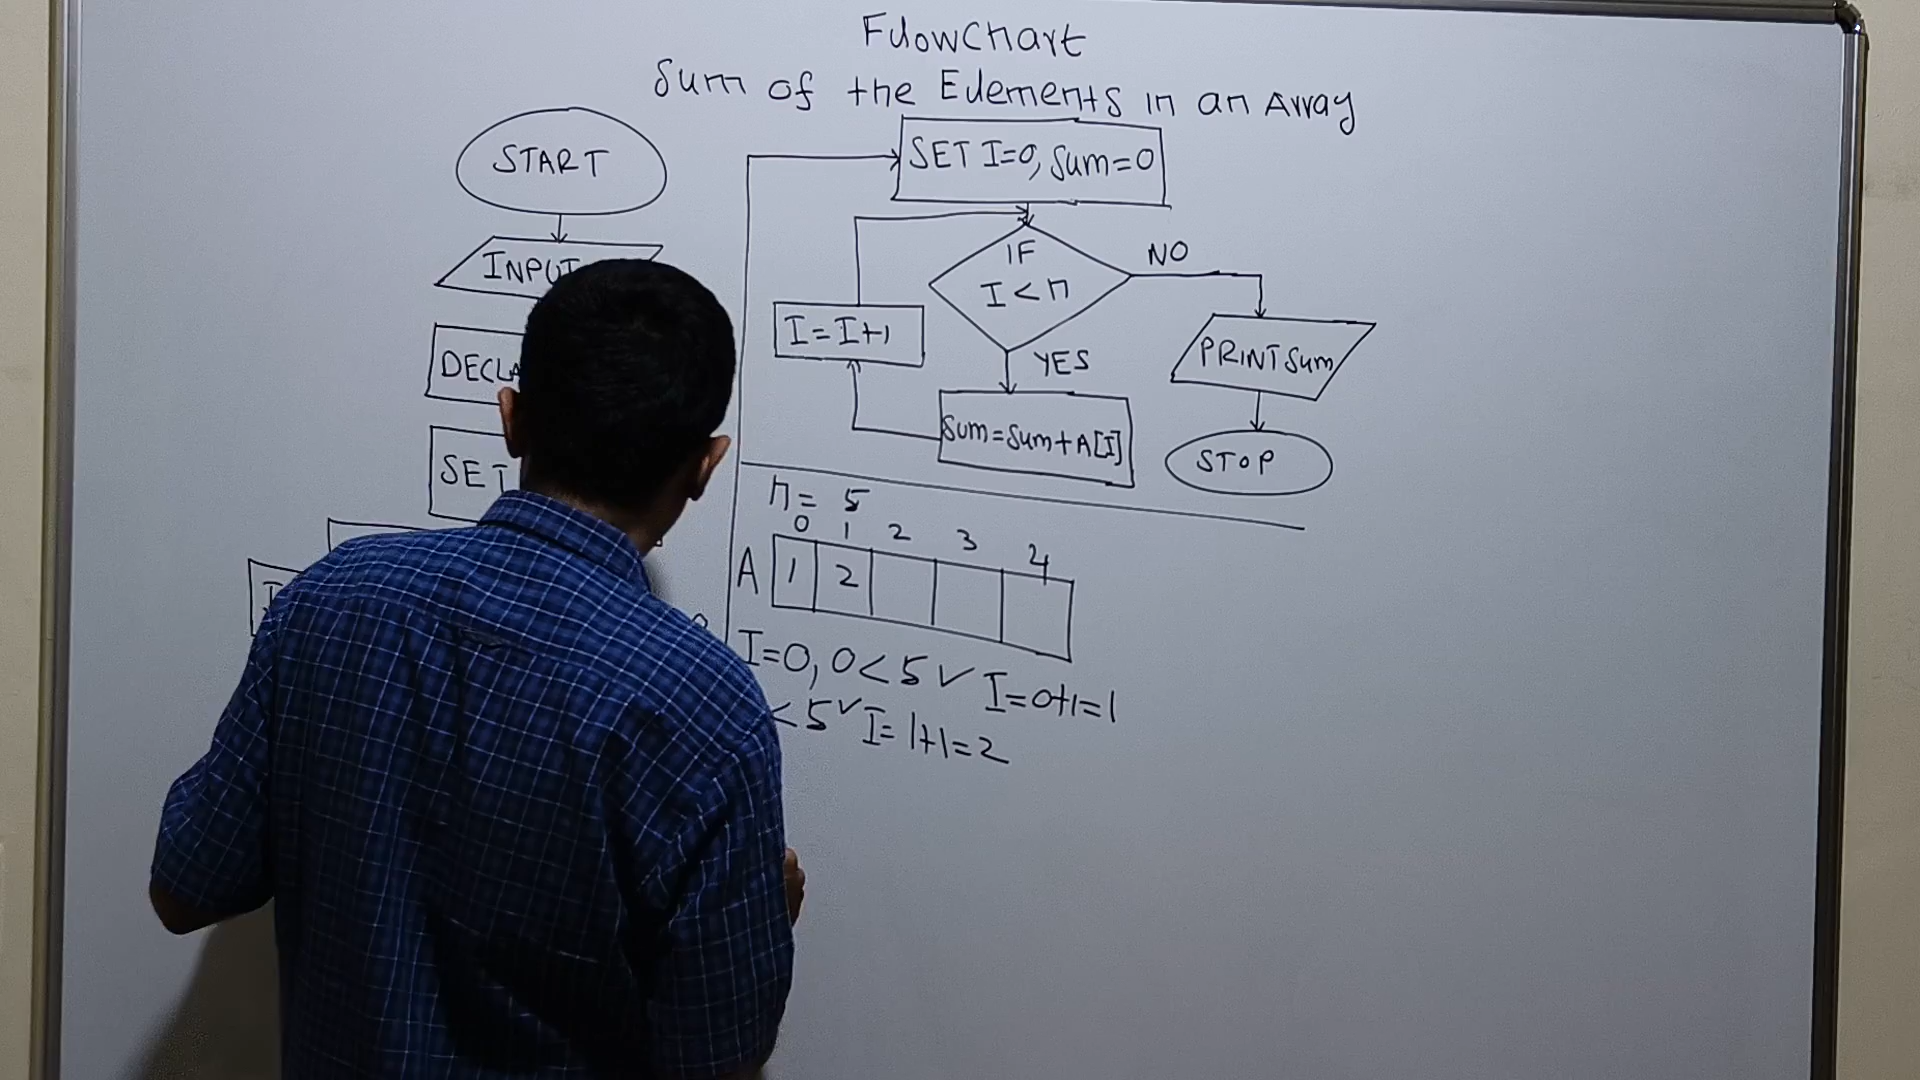 FlowChart
Sum of the Elements in an Array
START
INPUT
SET
SET I=0, Sum=0
IF
I < n
NO
YES
I = I+1
Sum=Sum+A[I]
PRINT Sum
STOP
n = 5
0 1 2 3 4
A 1 2
I=0, 0<5 ✓ I=0+1=1
<5 ✓ I=1+1=2